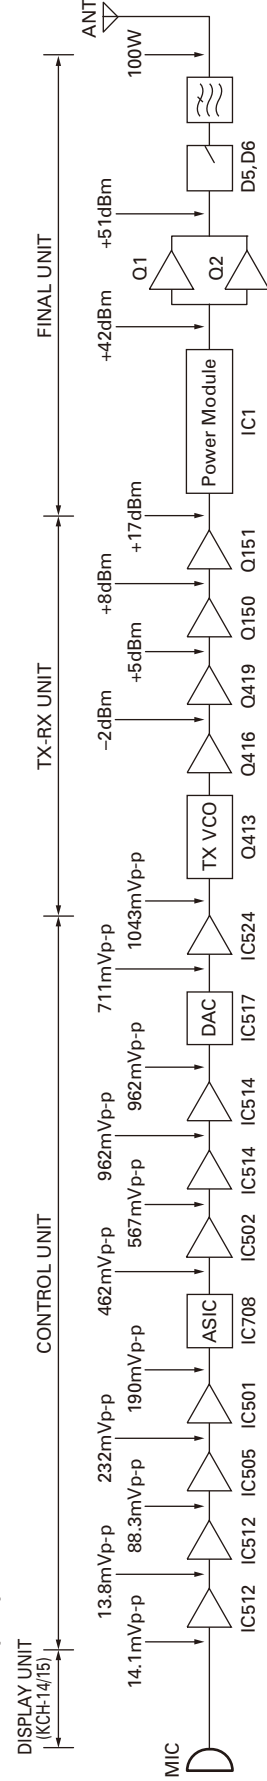 DISPLAY UNIT
(KCH-14/15)
CONTROL UNIT
TX-RX UNIT
FINAL UNIT
14.1mVp-p
13.8mVp-p
88.3mVp-p
232mVp-p
190mVp-p
462mVp-p
567mVp-p
962mVp-p
962mVp-p
711mVp-p
1043mVp-p
−2dBm
+5dBm
+8dBm
+17dBm
+42dBm
+51dBm
100W
ANT
MIC
ASIC
DAC
TX VCO
Power Module
Q1
Q2
IC512
IC512
IC505
IC501
IC708
IC502
IC514
IC514
IC517
IC524
Q413
Q416
Q419
Q150
Q151
IC1
D5,D6